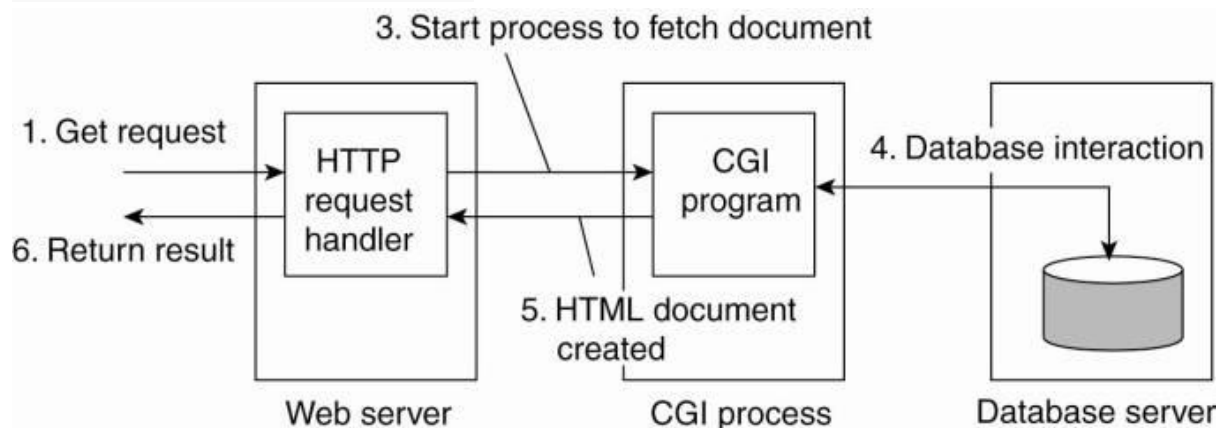 3. Start process to fetch document
1. Get request
HTTP
request
handler
6. Return result
CGI
program
4. Database interaction
5. HTML document
created
Web server
CGI process
Database server